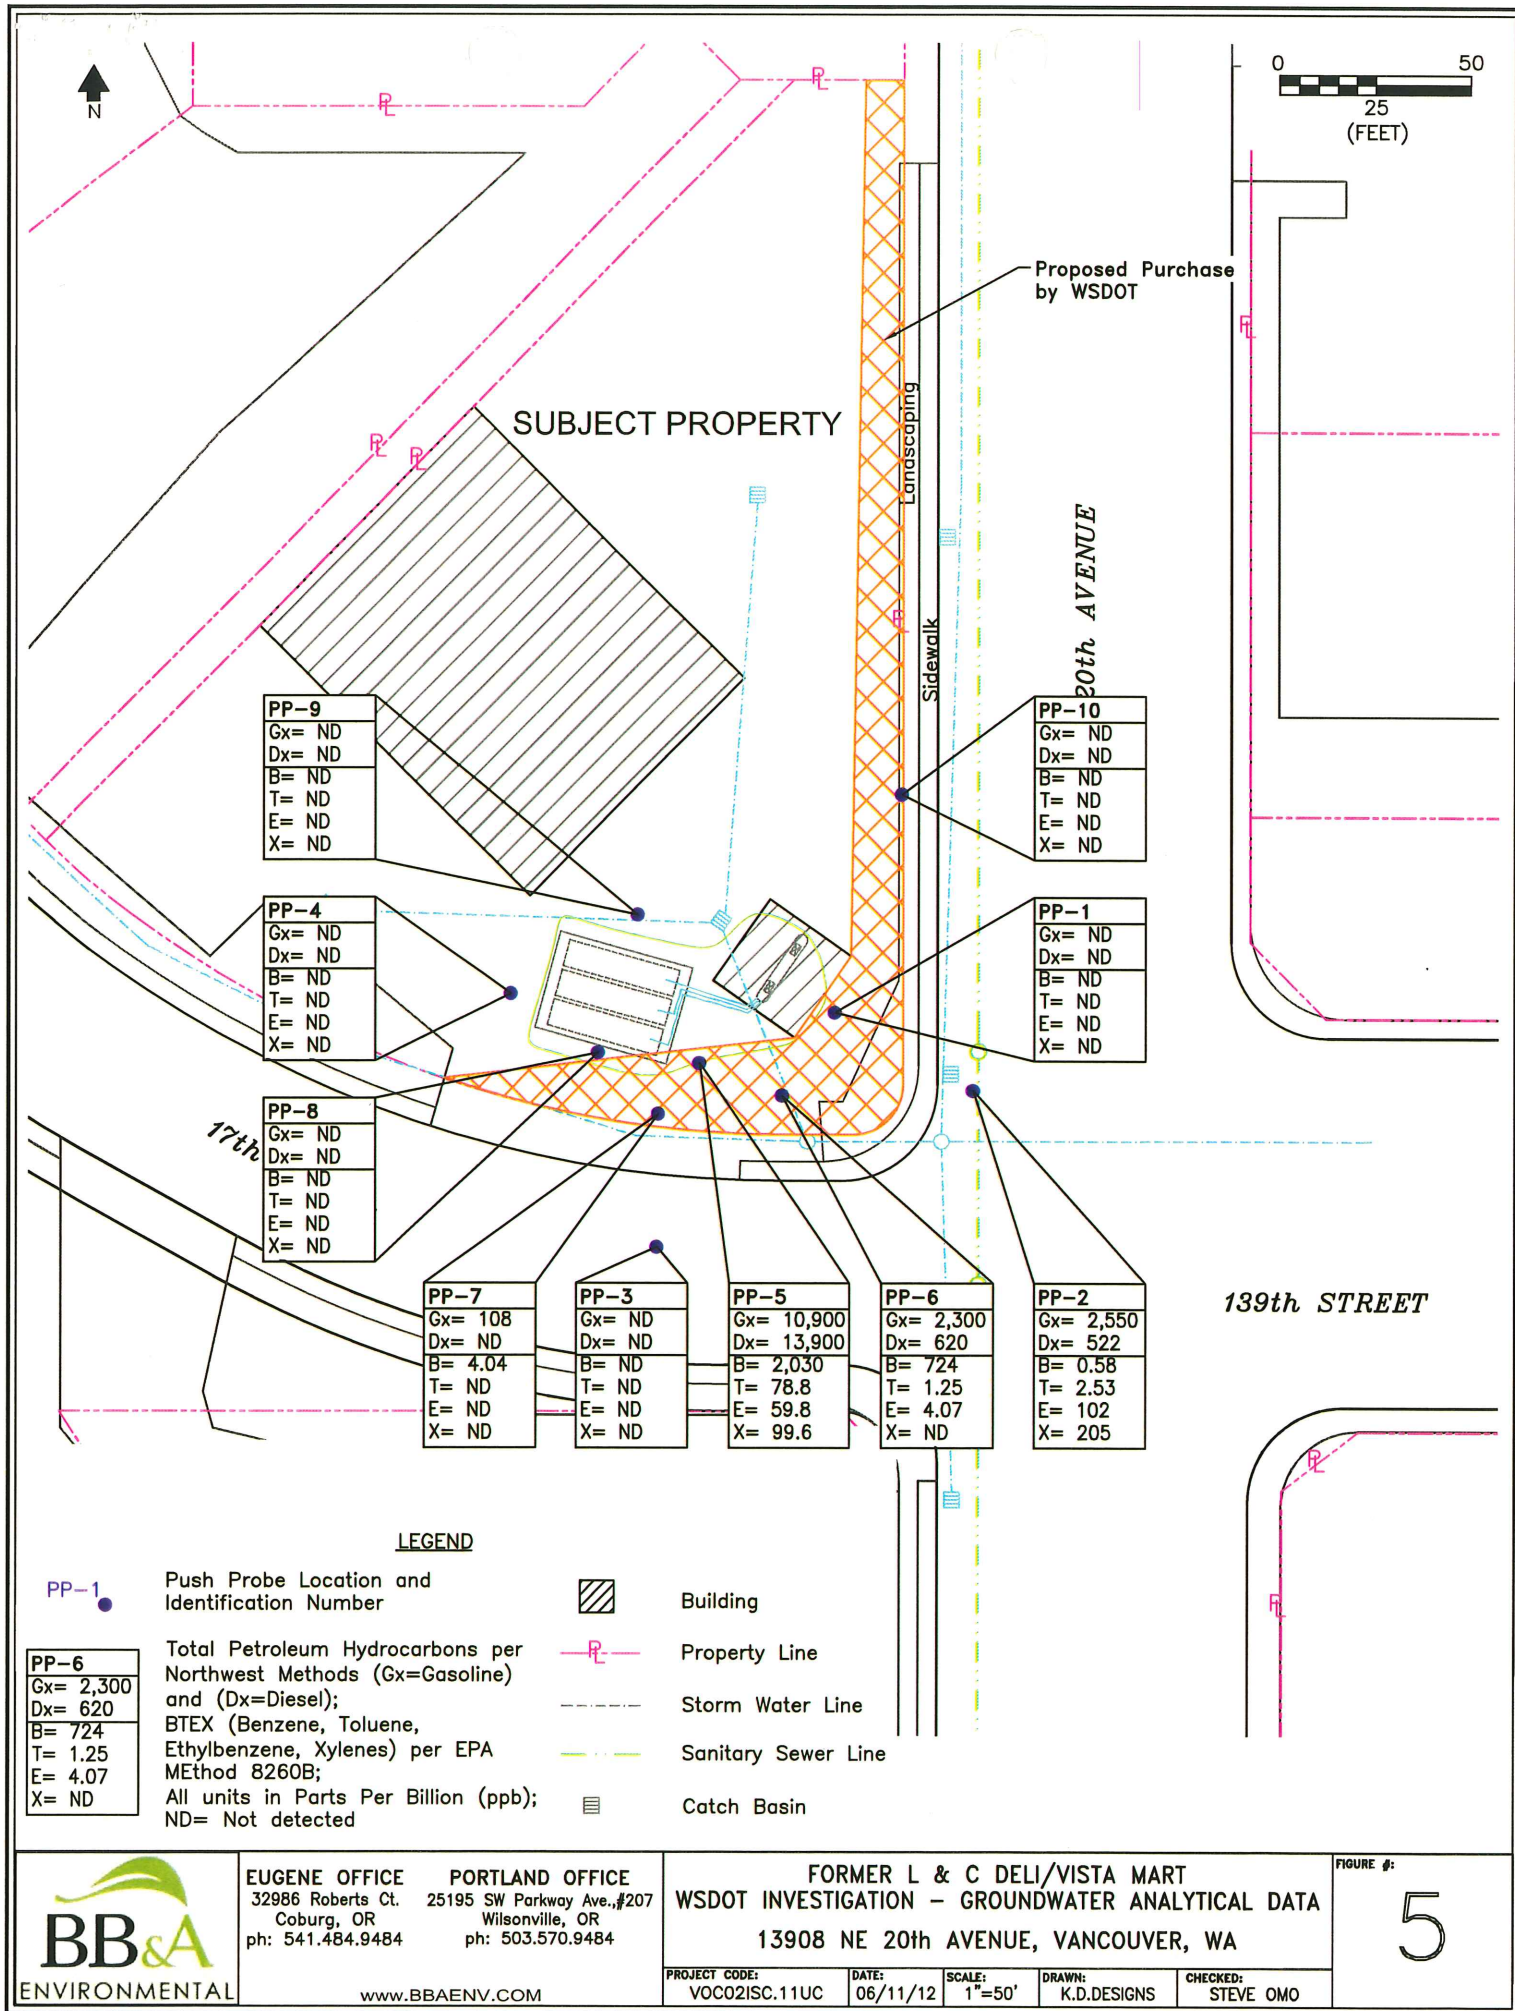 N
0 50
25
(FEET)
Proposed Purchase
by WSDOT
SUBJECT PROPERTY
Landscaping
Sidewalk
20th AVENUE
PL
PL
PL
PL
PL
PL
PL
PL
PP-9
Gx= ND
Dx= ND
B= ND
T= ND
E= ND
X= ND
PP-10
Gx= ND
Dx= ND
B= ND
T= ND
E= ND
X= ND
PP-4
Gx= ND
Dx= ND
B= ND
T= ND
E= ND
X= ND
PP-1
Gx= ND
Dx= ND
B= ND
T= ND
E= ND
X= ND
17th
PP-8
Gx= ND
Dx= ND
B= ND
T= ND
E= ND
X= ND
PP-7
Gx= 108
Dx= ND
B= 4.04
T= ND
E= ND
X= ND
PP-3
Gx= ND
Dx= ND
B= ND
T= ND
E= ND
X= ND
PP-5
Gx= 10,900
Dx= 13,900
B= 2,030
T= 78.8
E= 59.8
X= 99.6
PP-6
Gx= 2,300
Dx= 620
B= 724
T= 1.25
E= 4.07
X= ND
PP-2
Gx= 2,550
Dx= 522
B= 0.58
T= 2.53
E= 102
X= 205
139th STREET
LEGEND
PP-1
Push Probe Location and
Identification Number
PP-6
Gx= 2,300
Dx= 620
B= 724
T= 1.25
E= 4.07
X= ND
Total Petroleum Hydrocarbons per
Northwest Methods (Gx=Gasoline)
and (Dx=Diesel);
BTEX (Benzene, Toluene,
Ethylbenzene, Xylenes) per EPA
MEthod 8260B;
All units in Parts Per Billion (ppb);
ND= Not detected
Building
PL
Property Line
Storm Water Line
Sanitary Sewer Line
Catch Basin
BB&A
ENVIRONMENTAL
EUGENE OFFICE
32986 Roberts Ct.
Coburg, OR
ph: 541.484.9484
PORTLAND OFFICE
25195 SW Parkway Ave.,#207
Wilsonville, OR
ph: 503.570.9484
www.BBAENV.COM
FORMER L & C DELI/VISTA MART
WSDOT INVESTIGATION - GROUNDWATER ANALYTICAL DATA
13908 NE 20th AVENUE, VANCOUVER, WA
PROJECT CODE:
VOCO2ISC.11UC
DATE:
06/11/12
SCALE:
1"=50'
DRAWN:
K.D.DESIGNS
CHECKED:
STEVE OMO
FIGURE #:
5